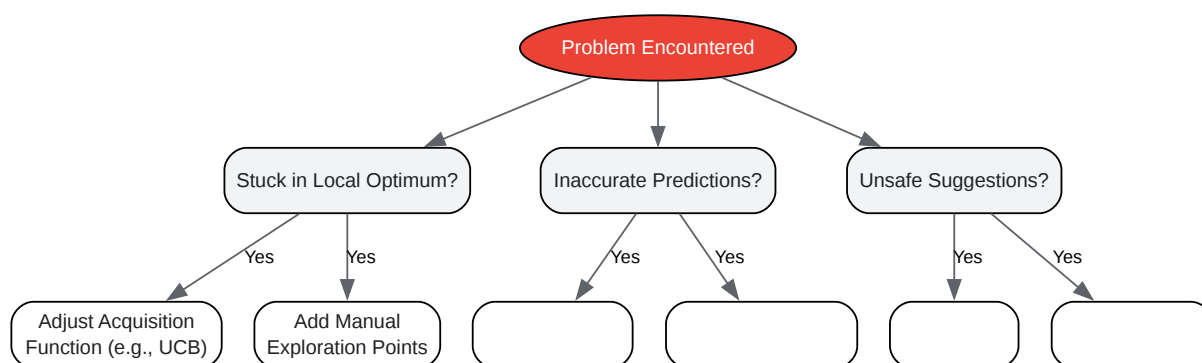 Problem Encountered
Stuck in Local Optimum?
Inaccurate Predictions?
Unsafe Suggestions?
Yes
Yes
Yes
Yes
Yes
Yes
Adjust Acquisition
Function (e.g., UCB)
Add Manual
Exploration Points